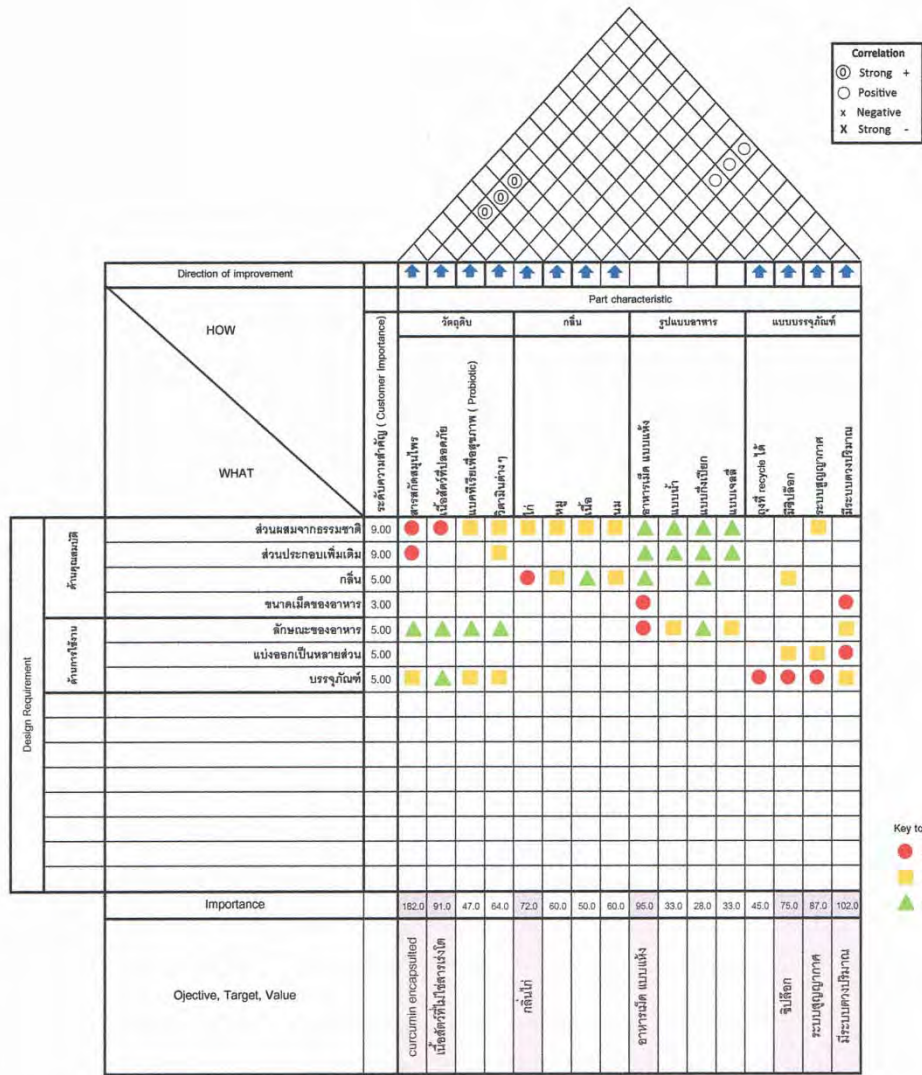 Correlation
Strong +
Positive
x Negative
X Strong -
Direction of improvement
Part characteristic
HOW
WHAT
ระดับความสำคัญ ( Customer Importance)
วัตถุดิบ
กลิ่น
รูปแบบอาหาร
แบบบรรจุภัณฑ์
สารสกัดสมุนไพร
เนื้อสัตว์ที่ปลอดภัย
แบคทีเรียเพื่อสุขภาพ ( Probiotic)
วิตามินต่างๆ
ไก่
หมู
เนื้อ
นม
อาหารเม็ด แบบแห้ง
แบบน้ำ
แบบกึ่งเปียก
แบบเจลลี่
ถุงที่ recycle ได้
มีซิปล็อก
ระบบสูญญากาศ
มีระบบตวงปริมาณ
Design Requirement
ด้านคุณสมบัติ
ส่วนผสมจากธรรมชาติ 9.00
ส่วนประกอบเพิ่มเติม 9.00
กลิ่น 5.00
ขนาดเม็ดของอาหาร 3.00
ด้านการใช้งาน
ลักษณะของอาหาร 5.00
แบ่งออกเป็นหลายส่วน 5.00
บรรจุภัณฑ์ 5.00
Key to
Importance 182.0 91.0 47.0 64.0 72.0 60.0 50.0 60.0 95.0 33.0 28.0 33.0 45.0 75.0 87.0 102.0
Ojective, Target, Value
curcumin encapsulted
เนื้อสัตว์ที่ไม่ใช่สารเร่งโต
กลิ่นไก่
อาหารเม็ด แบบแห้ง
ซิปล็อก
ระบบสูญญากาศ
มีระบบตวงปริมาณ